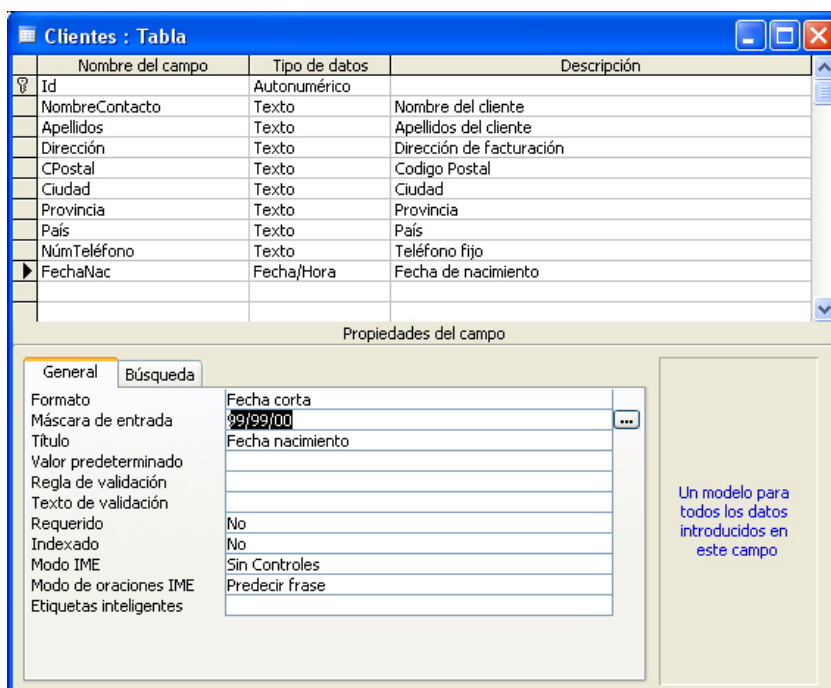 Clientes : Tabla
Nombre del campo Tipo de datos Descripción
Id Autonumérico
NombreContacto Texto Nombre del cliente
Apellidos Texto Apellidos del cliente
Dirección Texto Dirección de facturación
CPostal Texto Codigo Postal
Ciudad Texto Ciudad
Provincia Texto Provincia
País Texto País
NúmTeléfono Texto Teléfono fijo
FechaNac Fecha/Hora Fecha de nacimiento
Propiedades del campo
General Búsqueda
Formato Fecha corta
Máscara de entrada 99/99/00 ...
Título Fecha nacimiento
Valor predeterminado
Regla de validación
Texto de validación
Requerido No
Indexado No
Modo IME Sin Controles
Modo de oraciones IME Predecir frase
Etiquetas inteligentes
Un modelo para
todos los datos
introducidos en
este campo